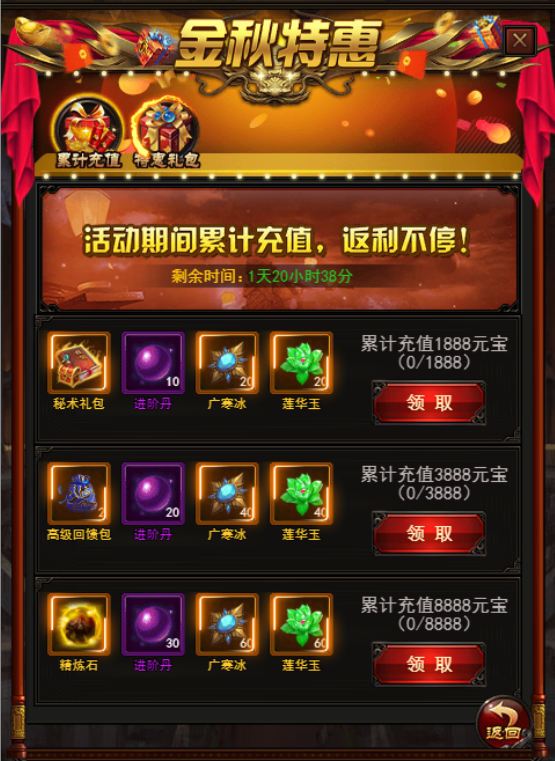 金秋特惠
累计充值 特惠礼包
活动期间累计充值，返利不停！
剩余时间：1天20小时38分
累计充值1888元宝
（0/1888）
10 20 20
秘术礼包 进阶丹 广寒冰 莲华玉
领 取
累计充值3888元宝
（0/3888）
2 20 40 40
高级回馈包 进阶丹 广寒冰 莲华玉
领 取
累计充值8888元宝
（0/8888）
30 60 60
精炼石 进阶丹 广寒冰 莲华玉
领 取
返回